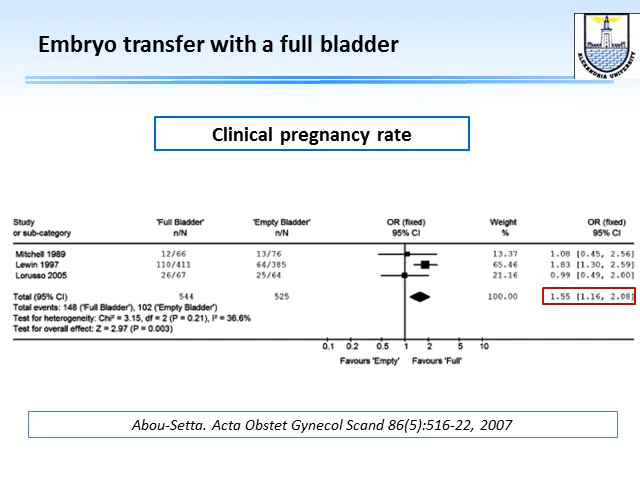 Embryo transfer with a full bladder
ALEXANDRIA UNIVERSITY
Clinical pregnancy rate
Study 'Full Bladder' 'Empty Bladder' OR (fixed) Weight OR (fixed)
or sub-category n/N n/N 95% CI % 95% CI
Mitchell 1989 12/66 13/76 13.37 1.08 [0.45, 2.56]
Lewin 1997 110/411 64/385 65.46 1.83 [1.30, 2.59]
Lorusso 2005 26/67 25/64 21.16 0.99 [0.49, 2.00]
Total (95% CI) 544 525 100.00 1.55 [1.16, 2.08]
Total events: 148 ('Full Bladder'), 102 ('Empty Bladder')
Test for heterogeneity: Chi² = 3.15, df = 2 (P = 0.21), I² = 36.6%
Test for overall effect: Z = 2.97 (P = 0.003)
0.1 0.2 0.5 1 2 5 10
Favours 'Empty' Favours 'Full'
Abou-Setta. Acta Obstet Gynecol Scand 86(5):516-22, 2007